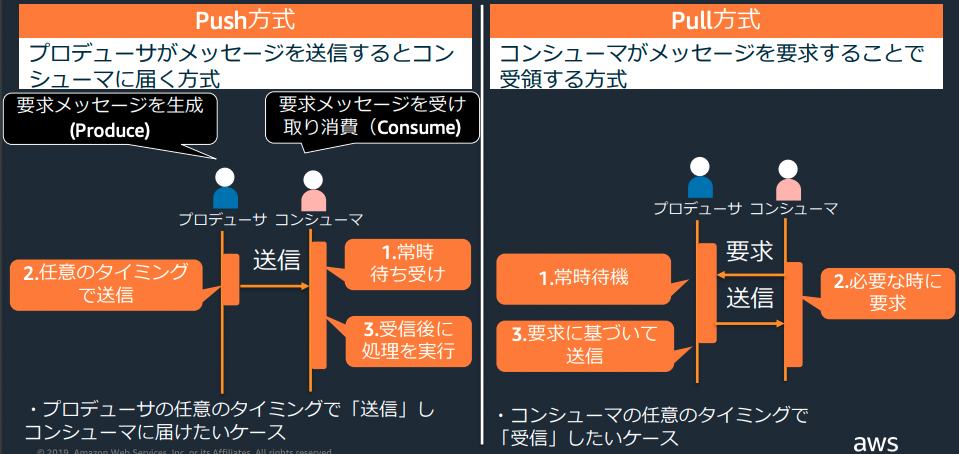 Push方式
プロデューサがメッセージを送信するとコン
シューマに届く方式
要求メッセージを生成
(Produce)
要求メッセージを受け
取り消費（Consume)
プロデューサ
コンシューマ
送信
1.常時
待ち受け
2.任意のタイミング
で送信
3.受信後に
処理を実行
・プロデューサの任意のタイミングで「送信」し
コンシューマに届けたいケース
Pull方式
コンシューマがメッセージを要求することで
受領する方式
プロデューサ
コンシューマ
要求
送信
1.常時待機
2.必要な時に
要求
3.要求に基づいて
送信
・コンシューマの任意のタイミングで
「受信」したいケース
© 2019, Amazon Web Services, Inc. or its Affiliates. All rights reserved.
aws